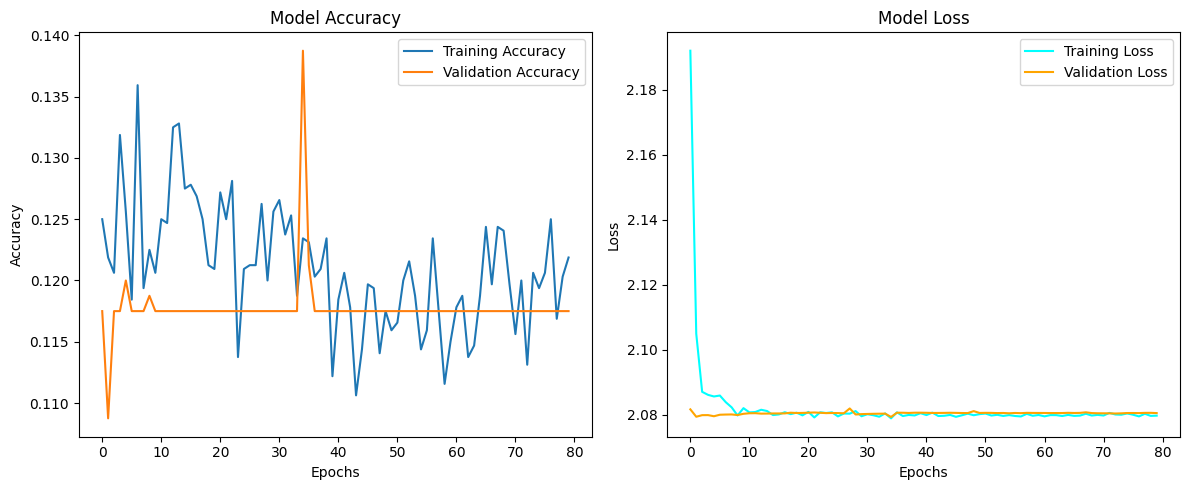 Model Accuracy
Training Accuracy
Validation Accuracy
Accuracy
0.140
0.135
0.130
0.125
0.120
0.115
0.110
0 10 20 30 40 50 60 70 80
Epochs
Model Loss
Training Loss
Validation Loss
Loss
2.18
2.16
2.14
2.12
2.10
2.08
0 10 20 30 40 50 60 70 80
Epochs